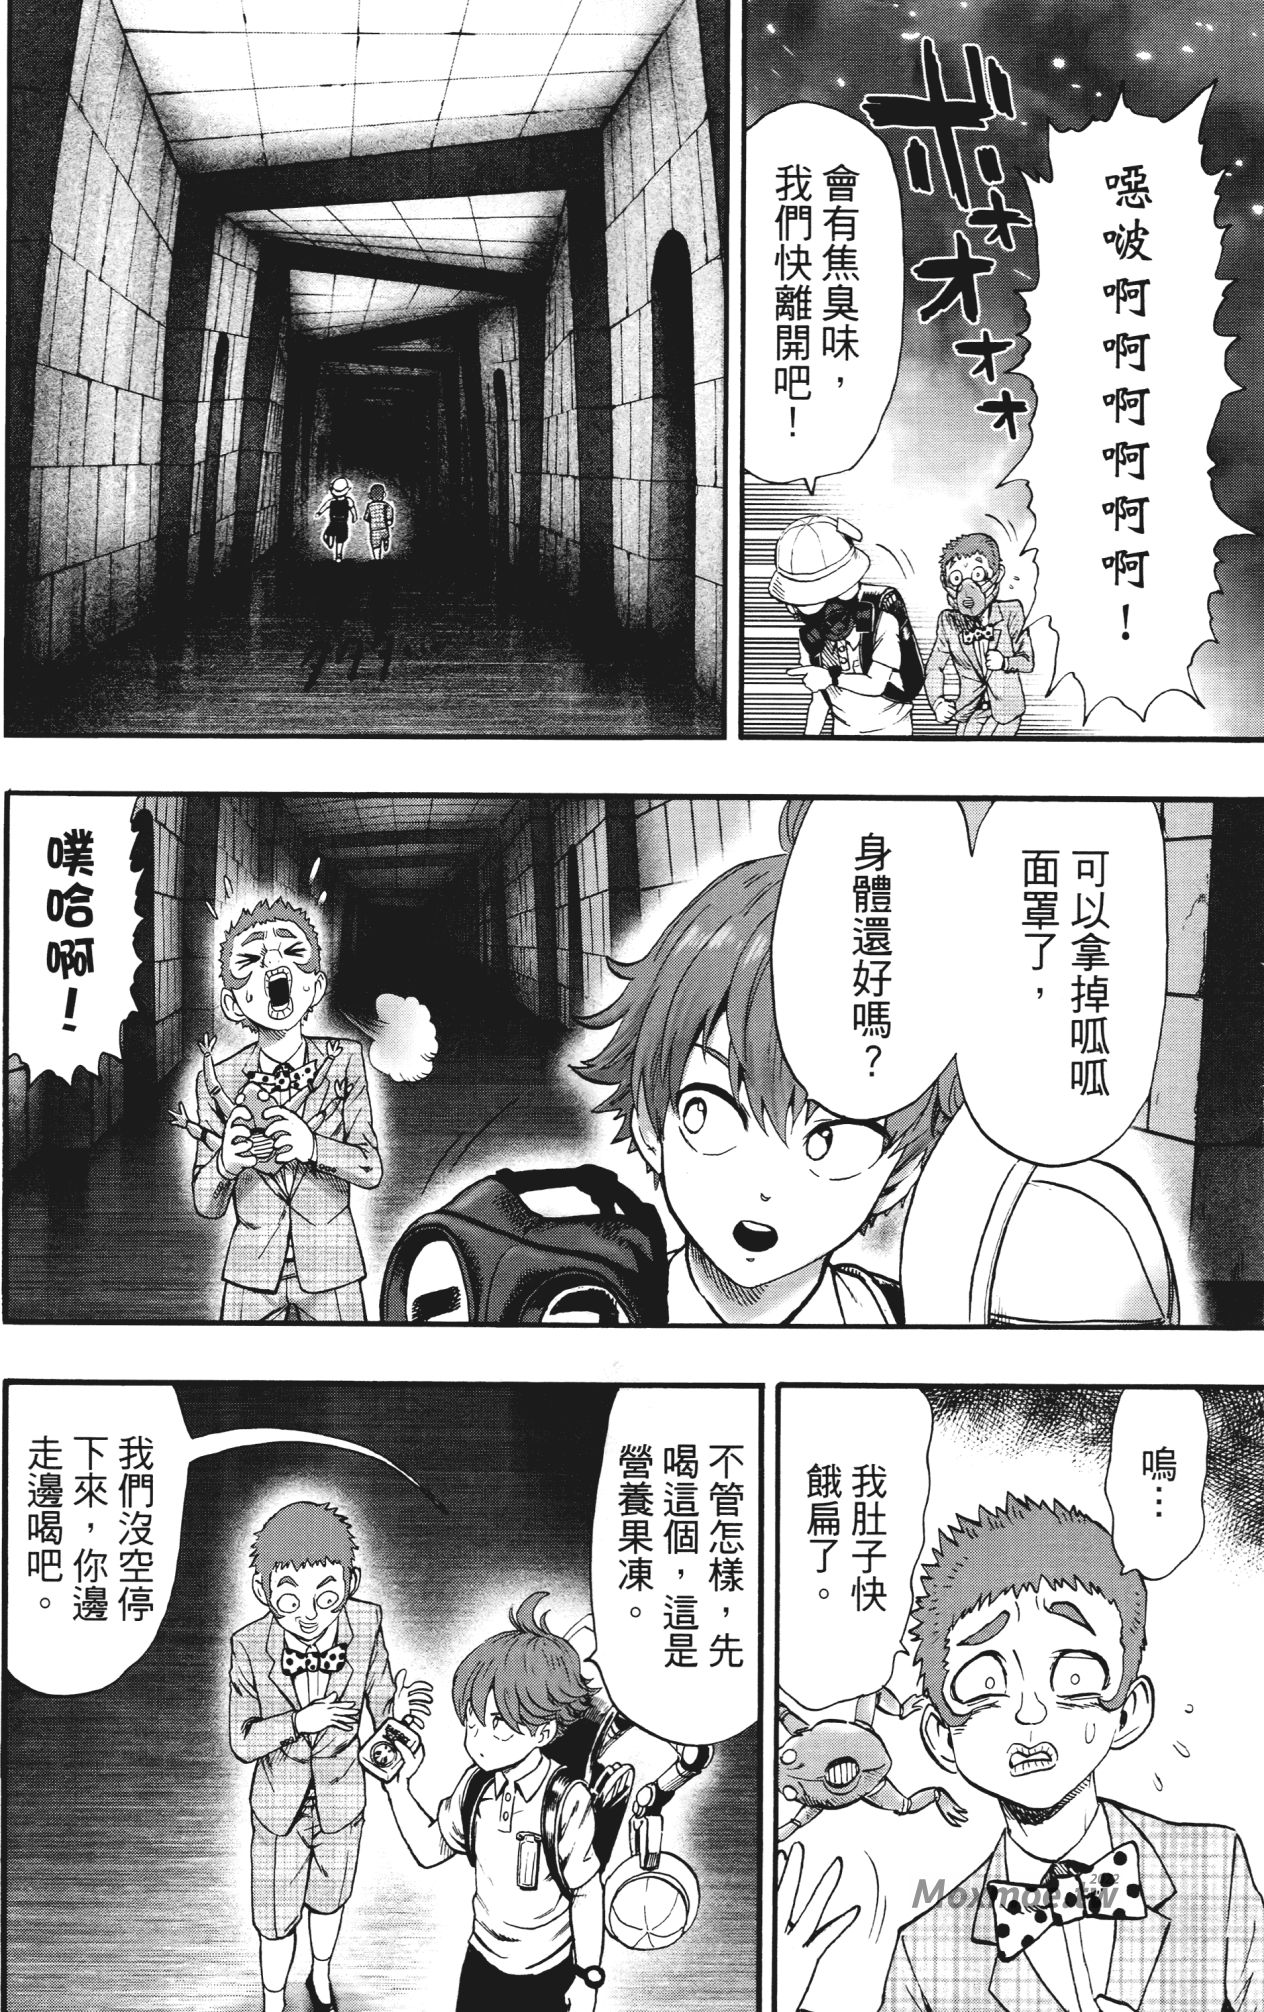 噁啵啊啊啊啊啊啊！
ボォオォォ
會有焦臭味，
我們快離開吧！
タタタ
可以拿掉呱呱
面罩了，
身體還好嗎？
噗哈啊！
嗚…
我肚子快
餓扁了。
不管怎樣，先
喝這個，這是
營養果凍。
我們沒空停
下來，你邊
走邊喝吧。
Moxmoe.tw